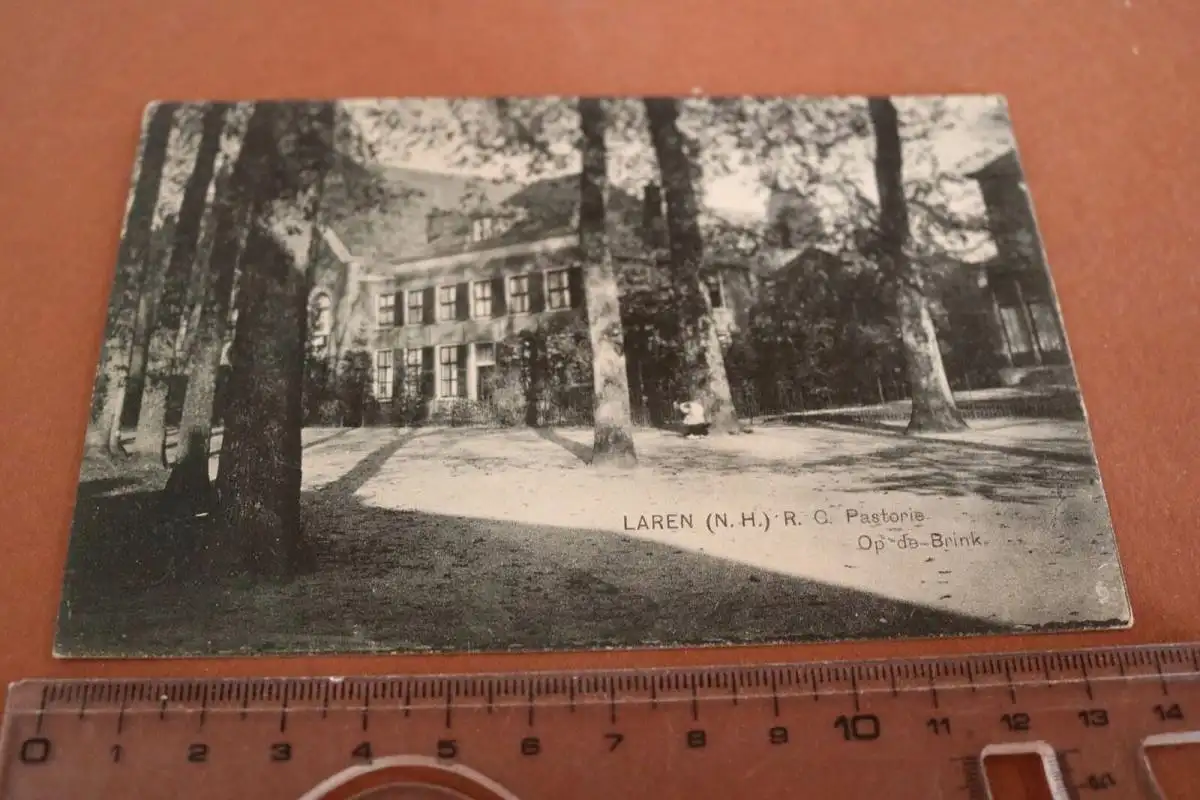 LAREN (N. H.) R. C. Pastorie
Op-de-Brink.
0 1 2 3 4 5 6 7 8 9 10 11 12 13 14